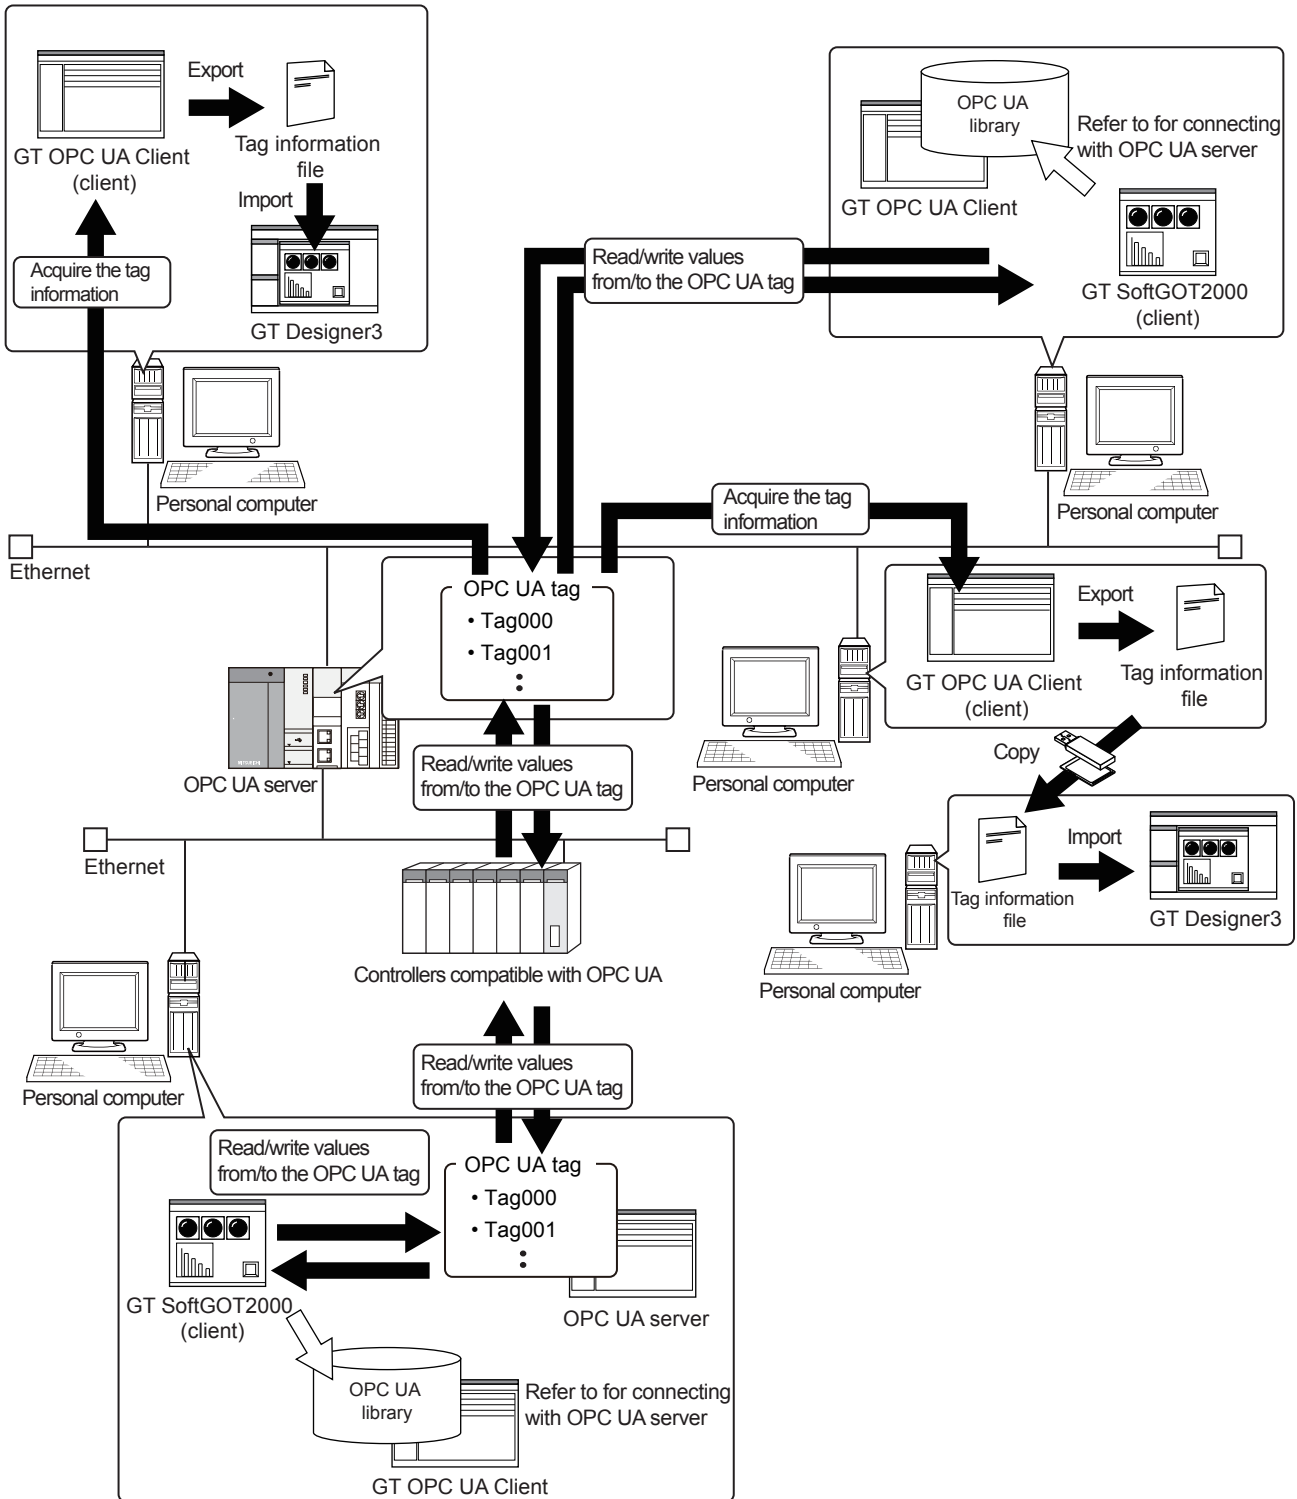 Export
GT OPC UA Client
(client)
Tag information
file
Import
GT Designer3
Acquire the tag
information
Personal computer
Read/write values
from/to the OPC UA tag
OPC UA
library
Refer to for connecting
with OPC UA server
GT OPC UA Client
GT SoftGOT2000
(client)
Personal computer
Acquire the tag
information
Ethernet
OPC UA tag
• Tag000
• Tag001
OPC UA server
Read/write values
from/to the OPC UA tag
Export
GT OPC UA Client
(client)
Tag information
file
Personal computer
Copy
Tag information
file
Import
GT Designer3
Personal computer
Ethernet
Controllers compatible with OPC UA
Read/write values
from/to the OPC UA tag
Personal computer
Read/write values
from/to the OPC UA tag
OPC UA tag
• Tag000
• Tag001
GT SoftGOT2000
(client)
OPC UA server
OPC UA
library
Refer to for connecting
with OPC UA server
GT OPC UA Client